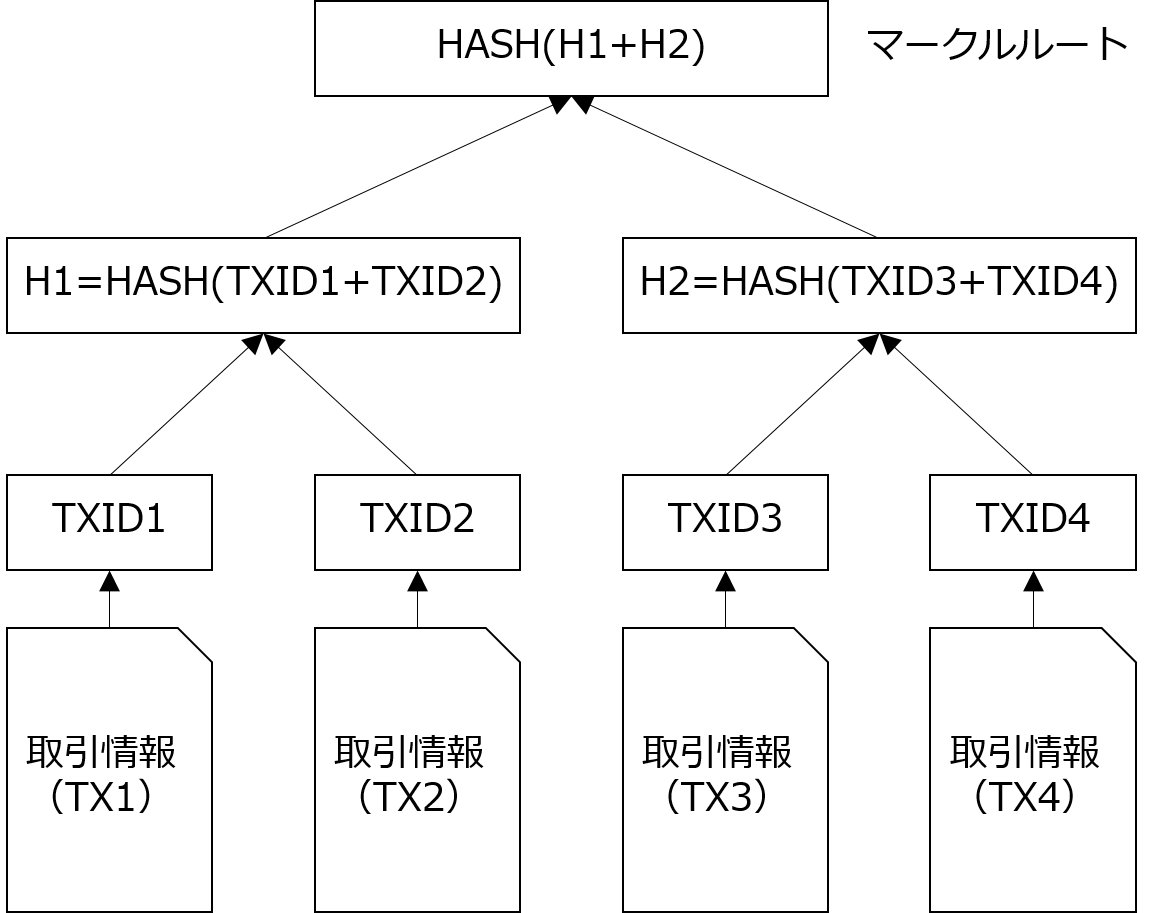 HASH(H1+H2)
マークルルート
H1=HASH(TXID1+TXID2)
H2=HASH(TXID3+TXID4)
TXID1
TXID2
TXID3
TXID4
取引情報
（TX1）
取引情報
（TX2）
取引情報
（TX3）
取引情報
（TX4）